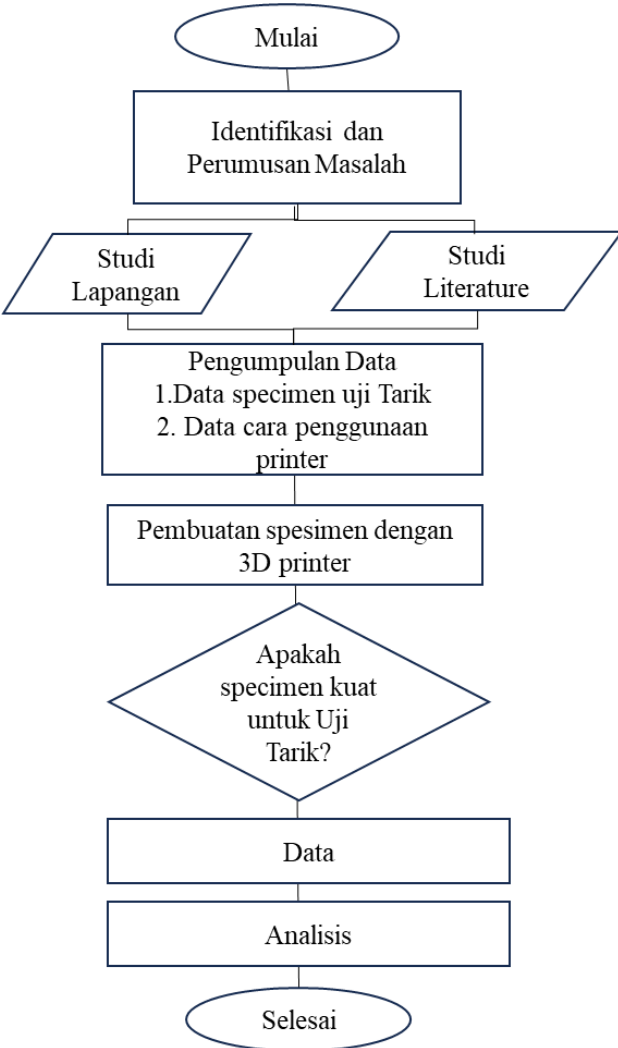 Mulai
Identifikasi dan
Perumusan Masalah
Studi
Lapangan
Studi
Literature
Pengumpulan Data
1.Data specimen uji Tarik
2. Data cara penggunaan
printer
Pembuatan spesimen dengan
3D printer
Apakah
specimen kuat
untuk Uji
Tarik?
Data
Analisis
Selesai